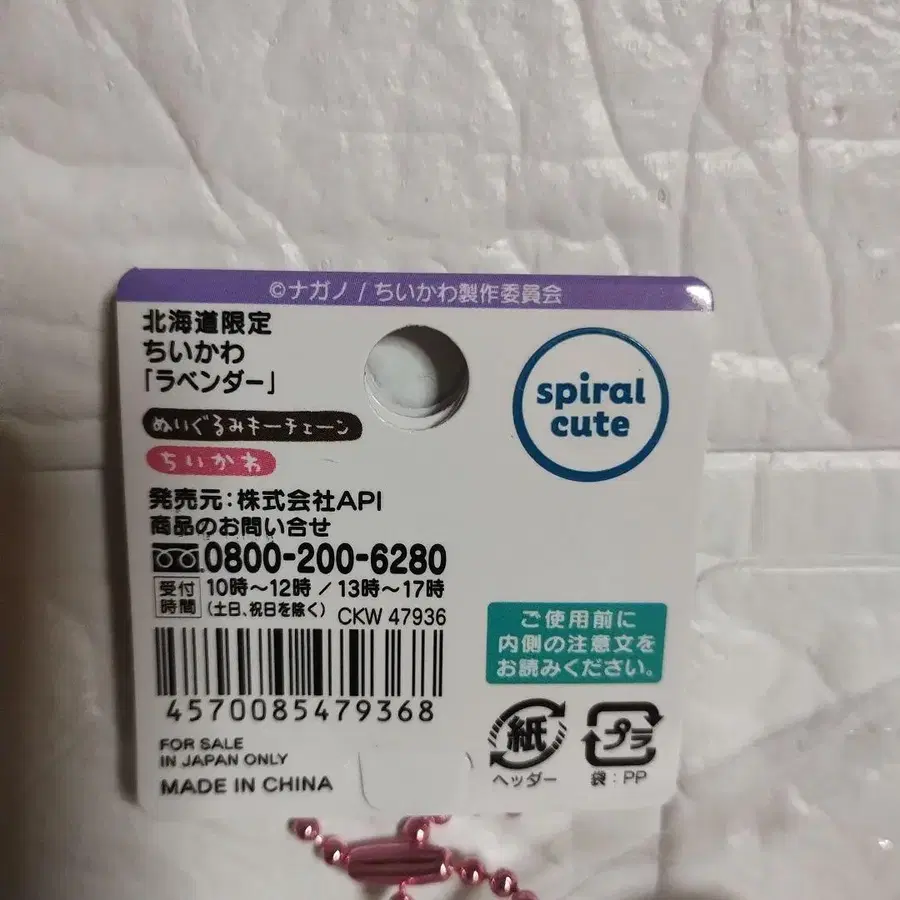 ©ナガノ / ちいかわ製作委員会
北海道限定
ちいかわ
「ラベンダー」
ぬいぐるみキーチェーン
ちいかわ
spiral
cute
発売元:株式会社API
商品のお問い合せ
0800-200-6280
受付時間 10時〜12時 / 13時〜17時
(土日、祝日を除く) CKW 47936
4570085479368
FOR SALE
IN JAPAN ONLY
MADE IN CHINA
ご使用前に
内側の注意文を
お読みください。
紙
ヘッダー
プラ
袋:PP